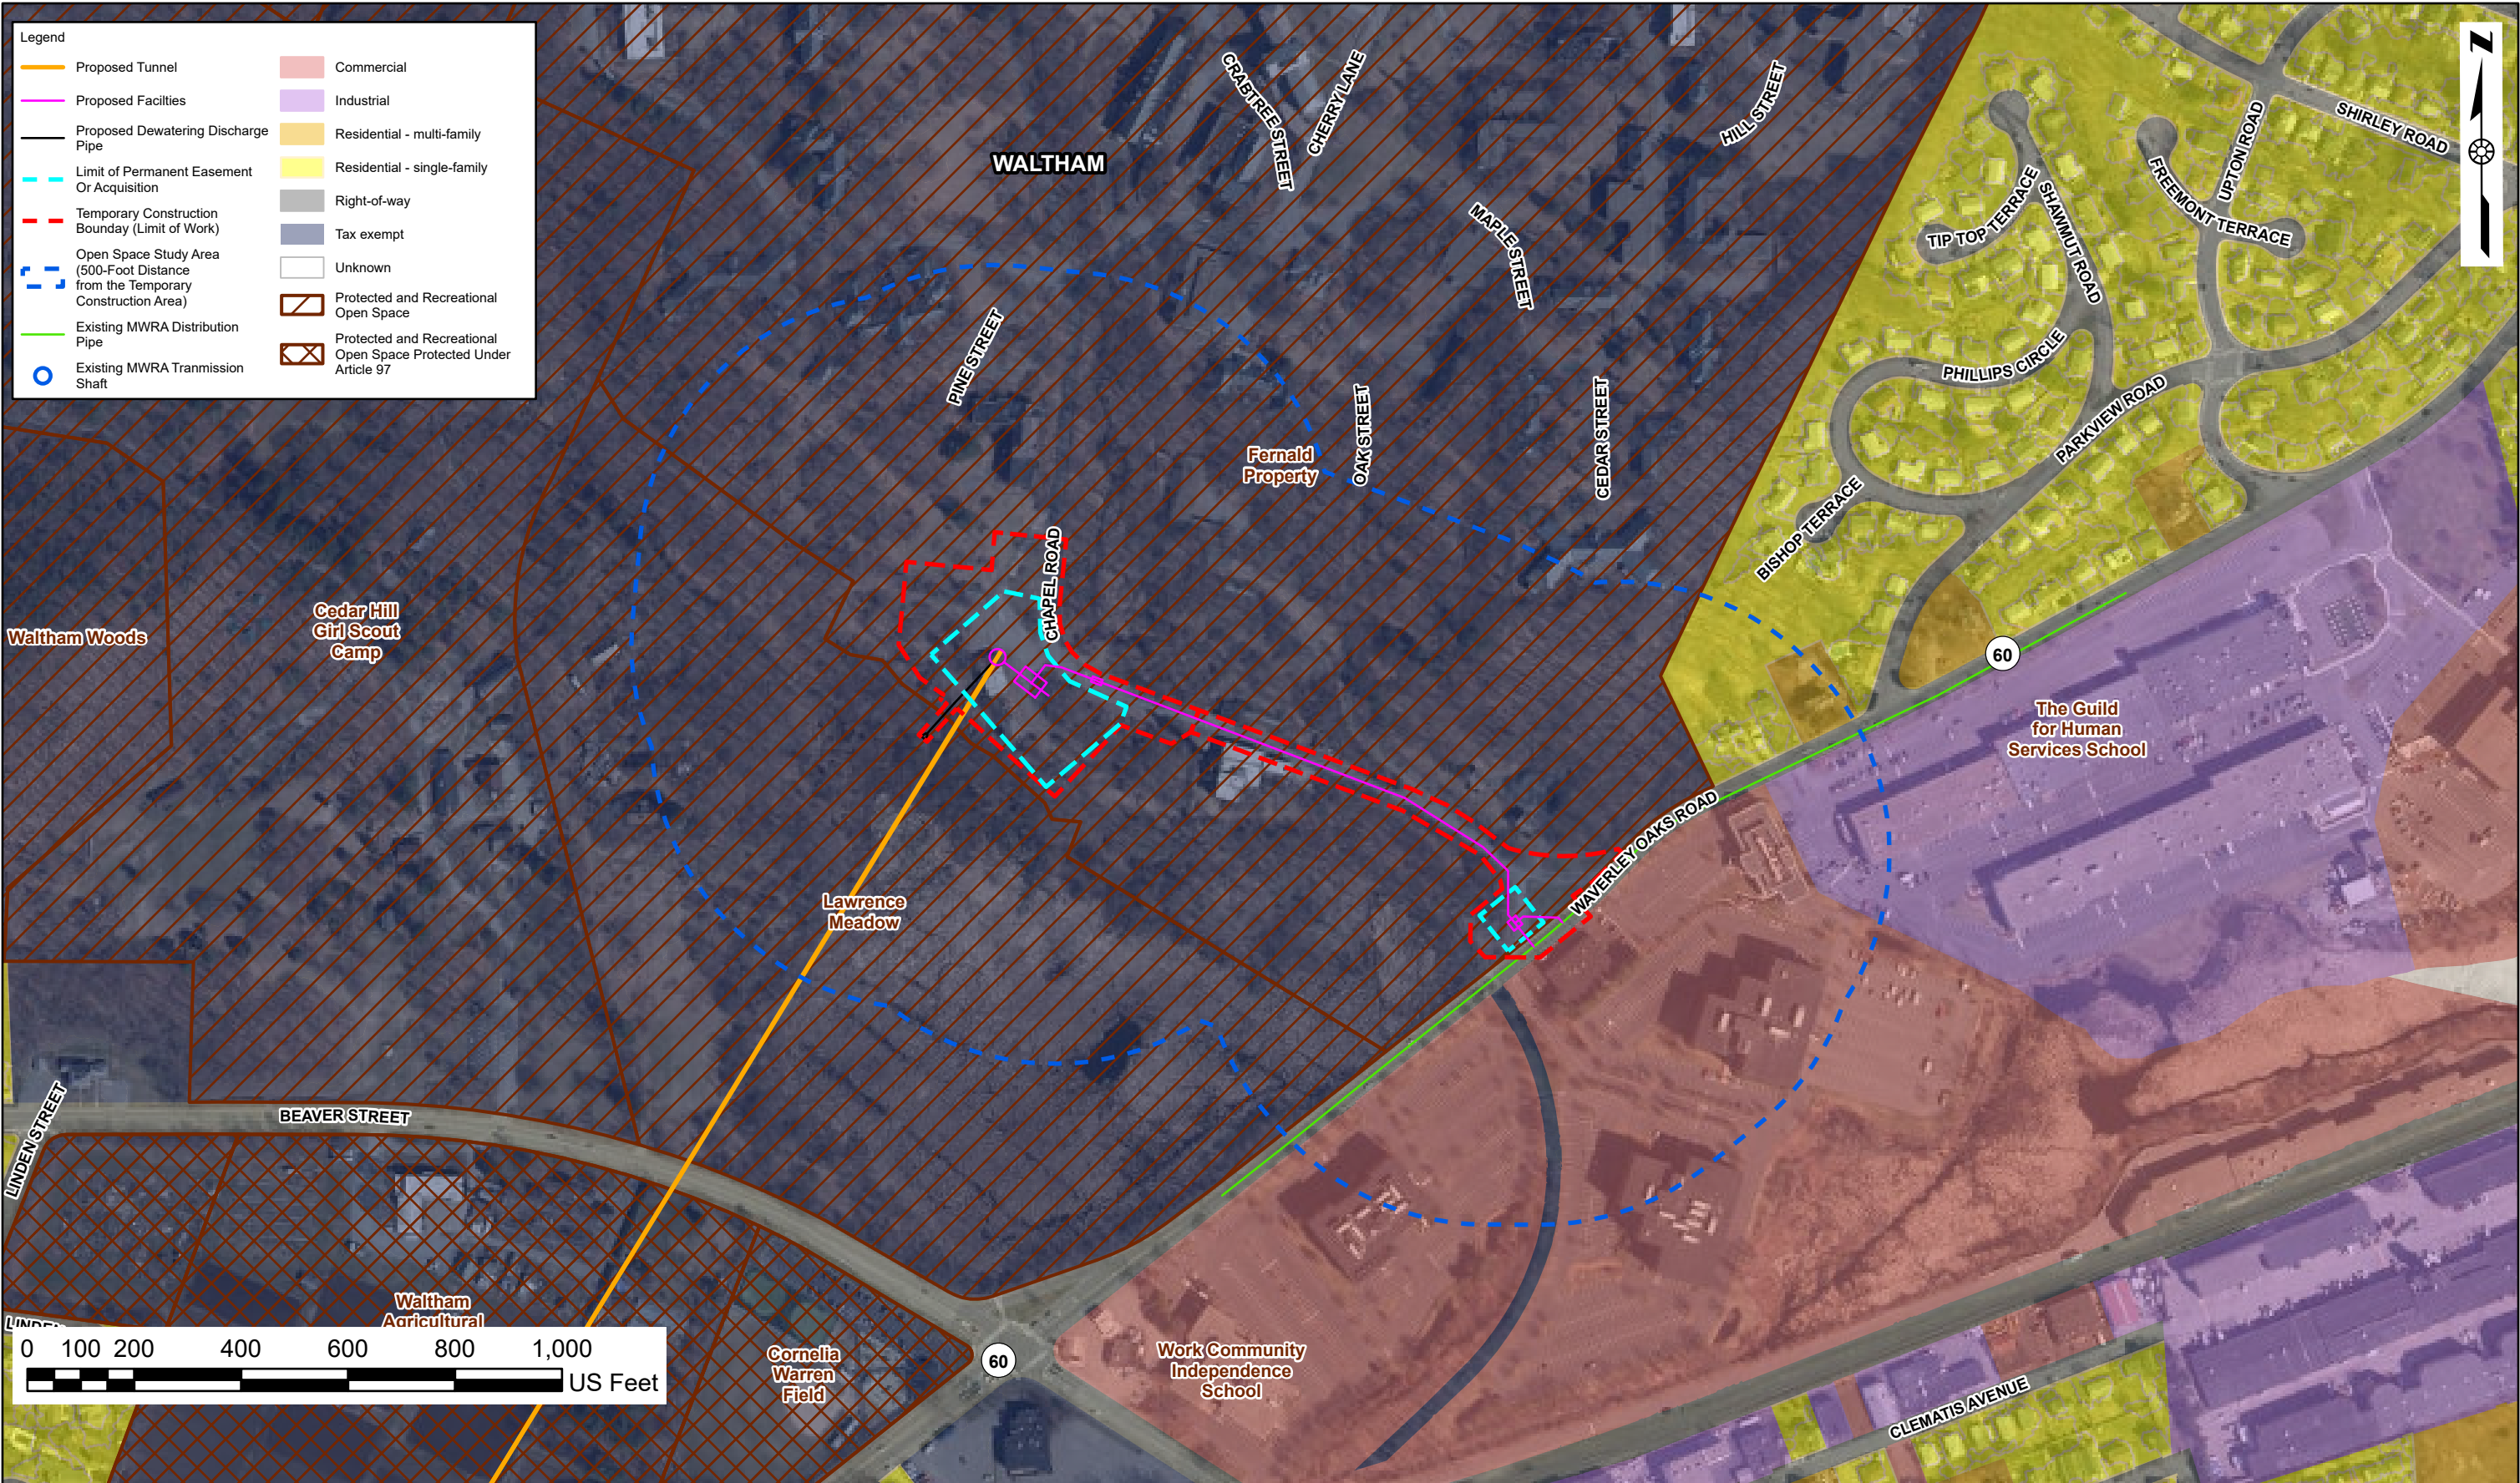 Legend
Proposed Tunnel
Proposed Facilties
Proposed Dewatering Discharge
Pipe
Limit of Permanent Easement
Or Acquisition
Temporary Construction
Bounday (Limit of Work)
Open Space Study Area
(500-Foot Distance
from the Temporary
Construction Area)
Existing MWRA Distribution
Pipe
Existing MWRA Tranmission
Shaft
Commercial
Industrial
Residential - multi-family
Residential - single-family
Right-of-way
Tax exempt
Unknown
Protected and Recreational
Open Space
Protected and Recreational
Open Space Protected Under
Article 97
N
WALTHAM
CRABTREE STREET
CHERRY LANE
HILL STREET
MAPLE STREET
PINE STREET
OAK STREET
CEDAR STREET
SHIRLEY ROAD
UPTON ROAD
FREEMONT TERRACE
TIP TOP TERRACE
SHAWMUT ROAD
PHILLIPS CIRCLE
PARKVIEW ROAD
BISHOP TERRACE
Fernald
Property
CHAPEL ROAD
Waltham Woods
Cedar Hill
Girl Scout
Camp
60
The Guild
for Human
Services School
WAVERLEY OAKS ROAD
Lawrence
Meadow
BEAVER STREET
LINDEN STREET
Waltham
Agricultural
LINDEN
Cornelia
Warren
Field
60
Work Community
Independence
School
CLEMATIS AVENUE
0 100 200 400 600 800 1,000
US Feet